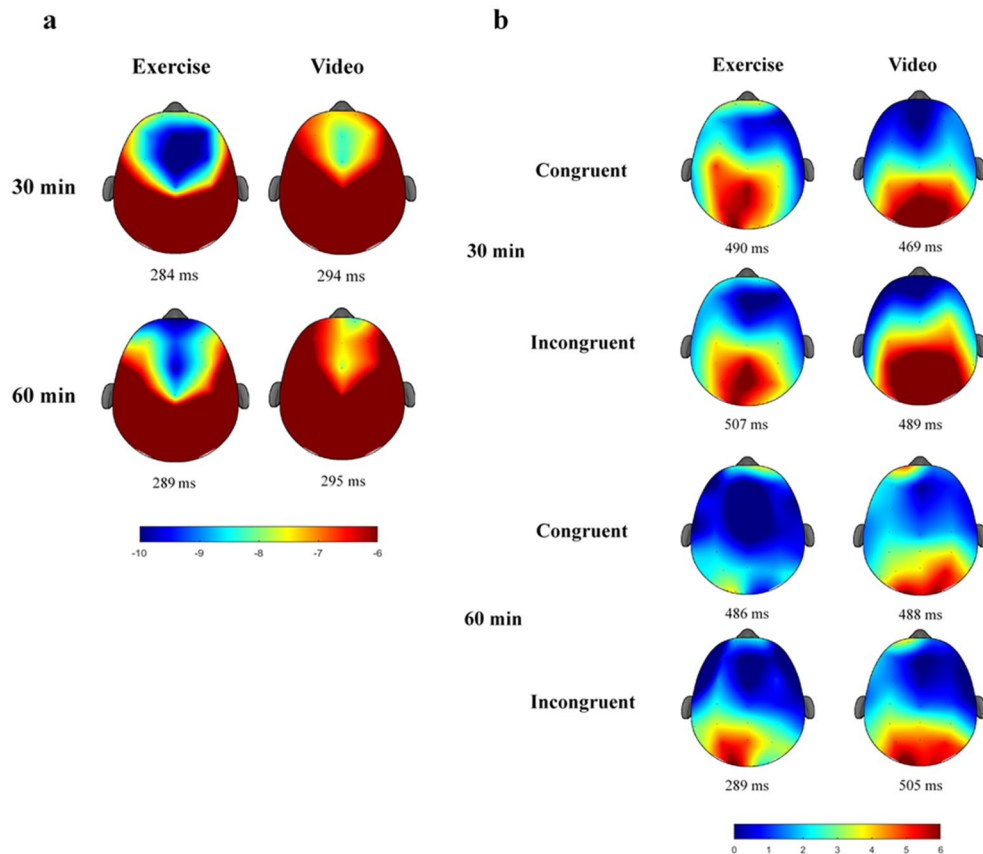 a
Exercise Video
30 min
284 ms 294 ms
60 min
289 ms 295 ms
-10 -9 -8 -7 -6
b
Exercise Video
30 min
Congruent
490 ms 469 ms
Incongruent
507 ms 489 ms
60 min
Congruent
486 ms 488 ms
Incongruent
289 ms 505 ms
0 1 2 3 4 5 6